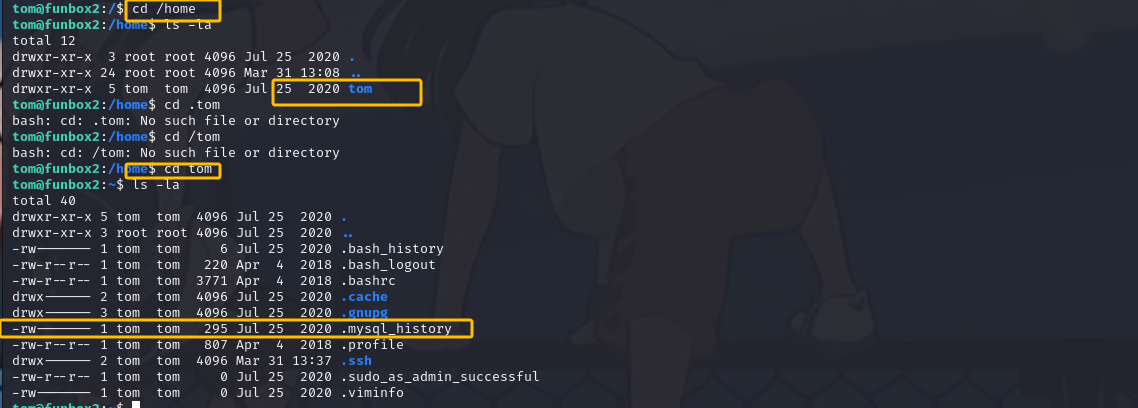 tom@funbox2:/$ cd /home
tom@funbox2:/home$ ls -la
total 12
drwxr-xr-x  3 root root 4096 Jul 25  2020 .
drwxr-xr-x 24 root root 4096 Mar 31 13:08 ..
drwxr-xr-x  5 tom  tom  4096 Jul 25  2020 tom
tom@funbox2:/home$ cd .tom
bash: cd: .tom: No such file or directory
tom@funbox2:/home$ cd /tom
bash: cd: /tom: No such file or directory
tom@funbox2:/home$ cd tom
tom@funbox2:~$ ls -la
total 40
drwxr-xr-x 5 tom  tom  4096 Jul 25  2020 .
drwxr-xr-x 3 root root 4096 Jul 25  2020 ..
-rw------- 1 tom  tom     6 Jul 25  2020 .bash_history
-rw-r--r-- 1 tom  tom   220 Apr  4  2018 .bash_logout
-rw-r--r-- 1 tom  tom  3771 Apr  4  2018 .bashrc
drwx------ 2 tom  tom  4096 Jul 25  2020 .cache
drwx------ 3 tom  tom  4096 Jul 25  2020 .gnupg
-rw------- 1 tom  tom   295 Jul 25  2020 .mysql_history
-rw-r--r-- 1 tom  tom   807 Apr  4  2018 .profile
drwx------ 2 tom  tom  4096 Mar 31 13:37 .ssh
-rw-r--r-- 1 tom  tom     0 Jul 25  2020 .sudo_as_admin_successful
-rw------- 1 tom  tom     0 Jul 25  2020 .viminfo
tom@funbox2:~$